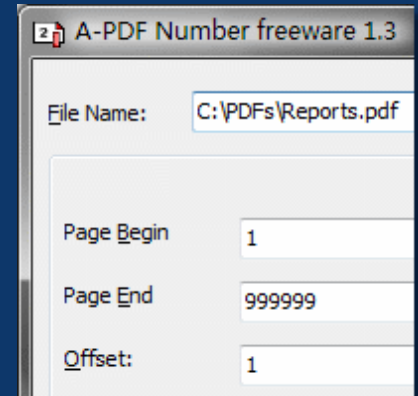 A-PDF Number freeware 1.3
File Name: C:\PDFs\Reports.pdf
Page Begin 1
Page End 999999
Offset: 1